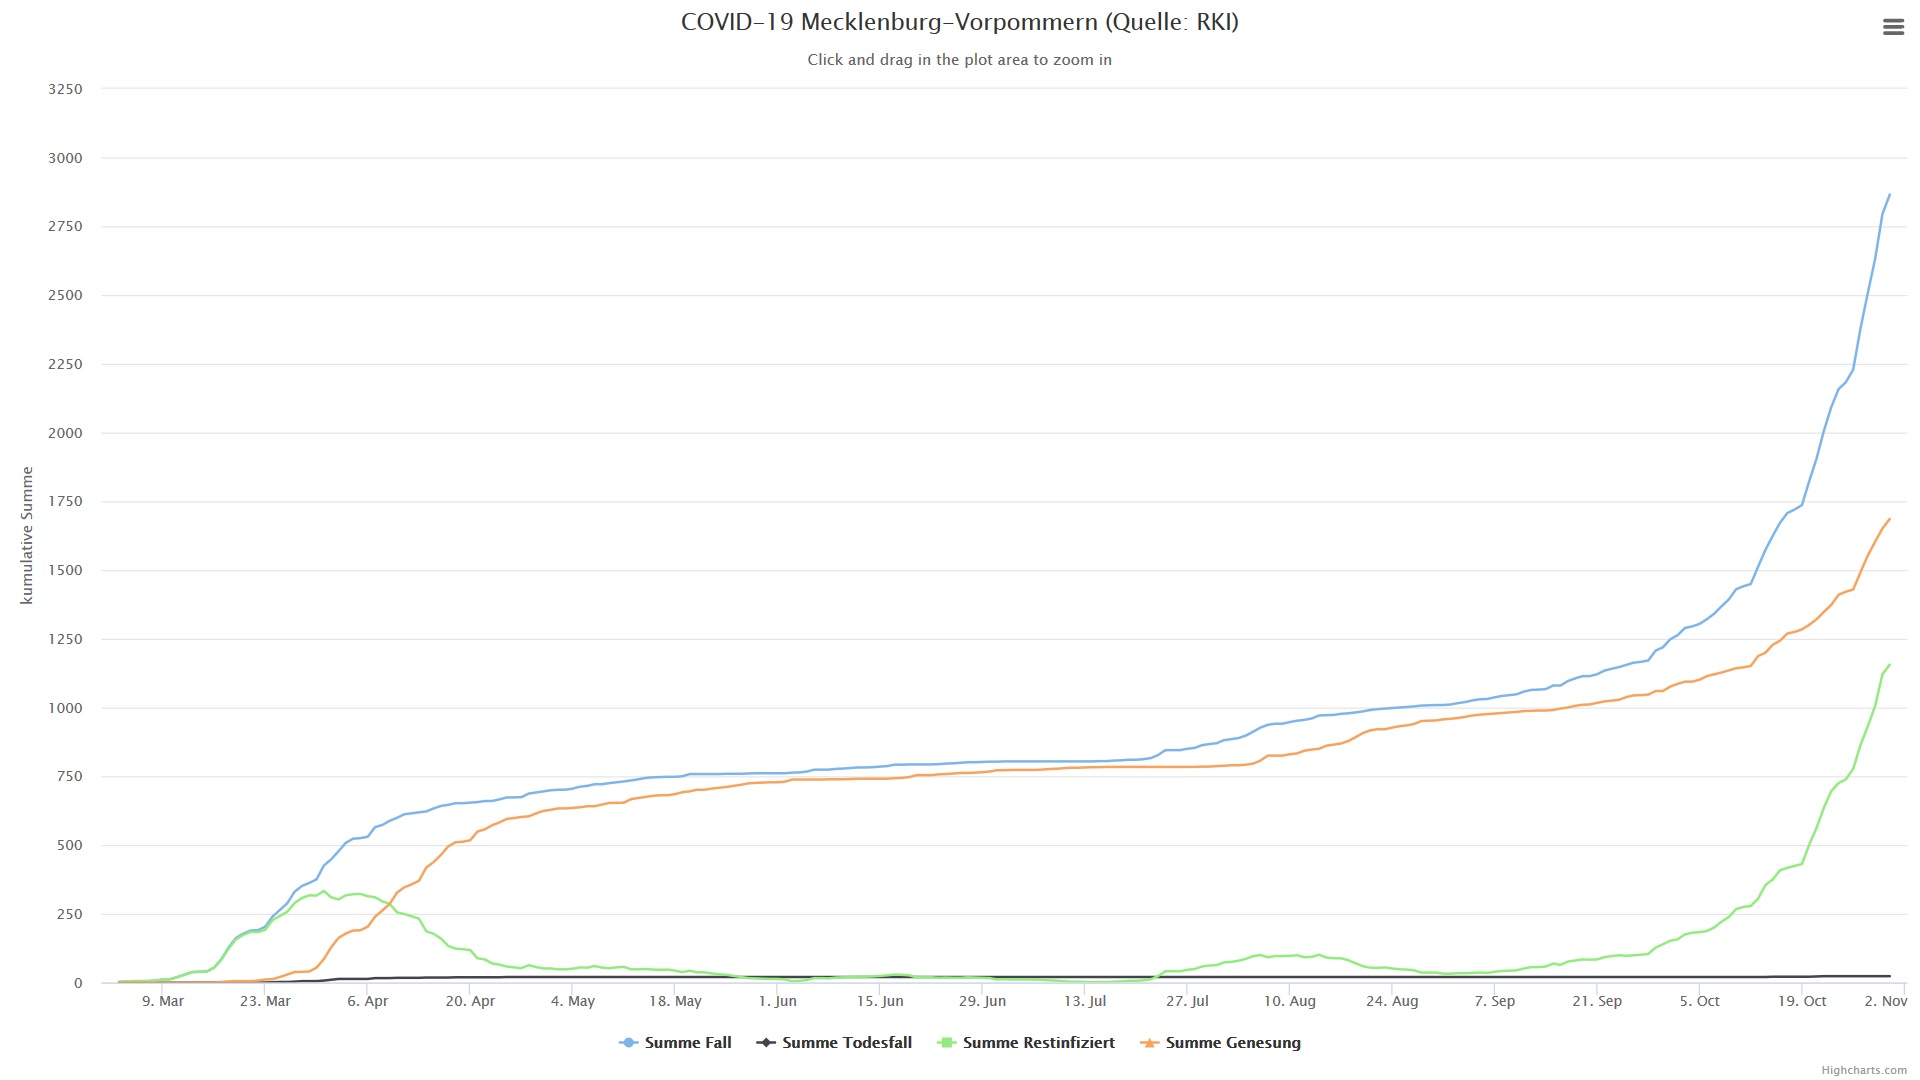 COVID-19 Mecklenburg-Vorpommern (Quelle: RKI)
Click and drag in the plot area to zoom in
kumulative Summe
3250
3000
2750
2500
2250
2000
1750
1500
1250
1000
750
500
250
0
9. Mar 23. Mar 6. Apr 20. Apr 4. May 18. May 1. Jun 15. Jun 29. Jun 13. Jul 27. Jul 10. Aug 24. Aug 7. Sep 21. Sep 5. Oct 19. Oct 2. Nov
Summe Fall Summe Todesfall Summe Restinfiziert Summe Genesung
Highcharts.com